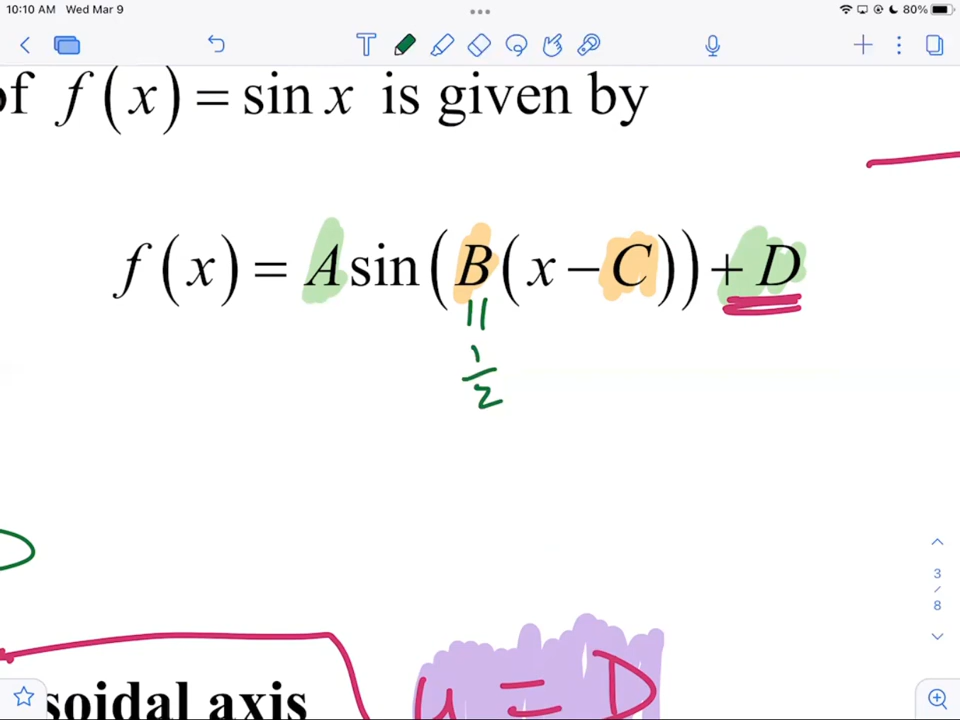 10:10 AM Wed Mar 9
80%
T
of f(x) = sin x is given by
f(x) = A sin(B(x − C)) + D
||
1/2
3
/
8
soidal axis
y = D